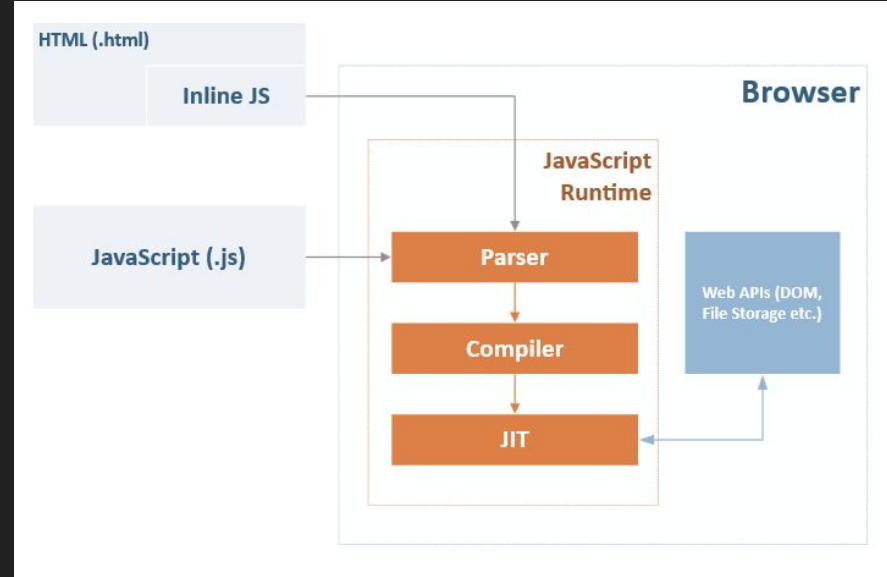 HTML (.html)
Inline JS
Browser
JavaScript
Runtime
JavaScript (.js)
Parser
Web APIs (DOM,
File Storage etc.)
Compiler
JIT